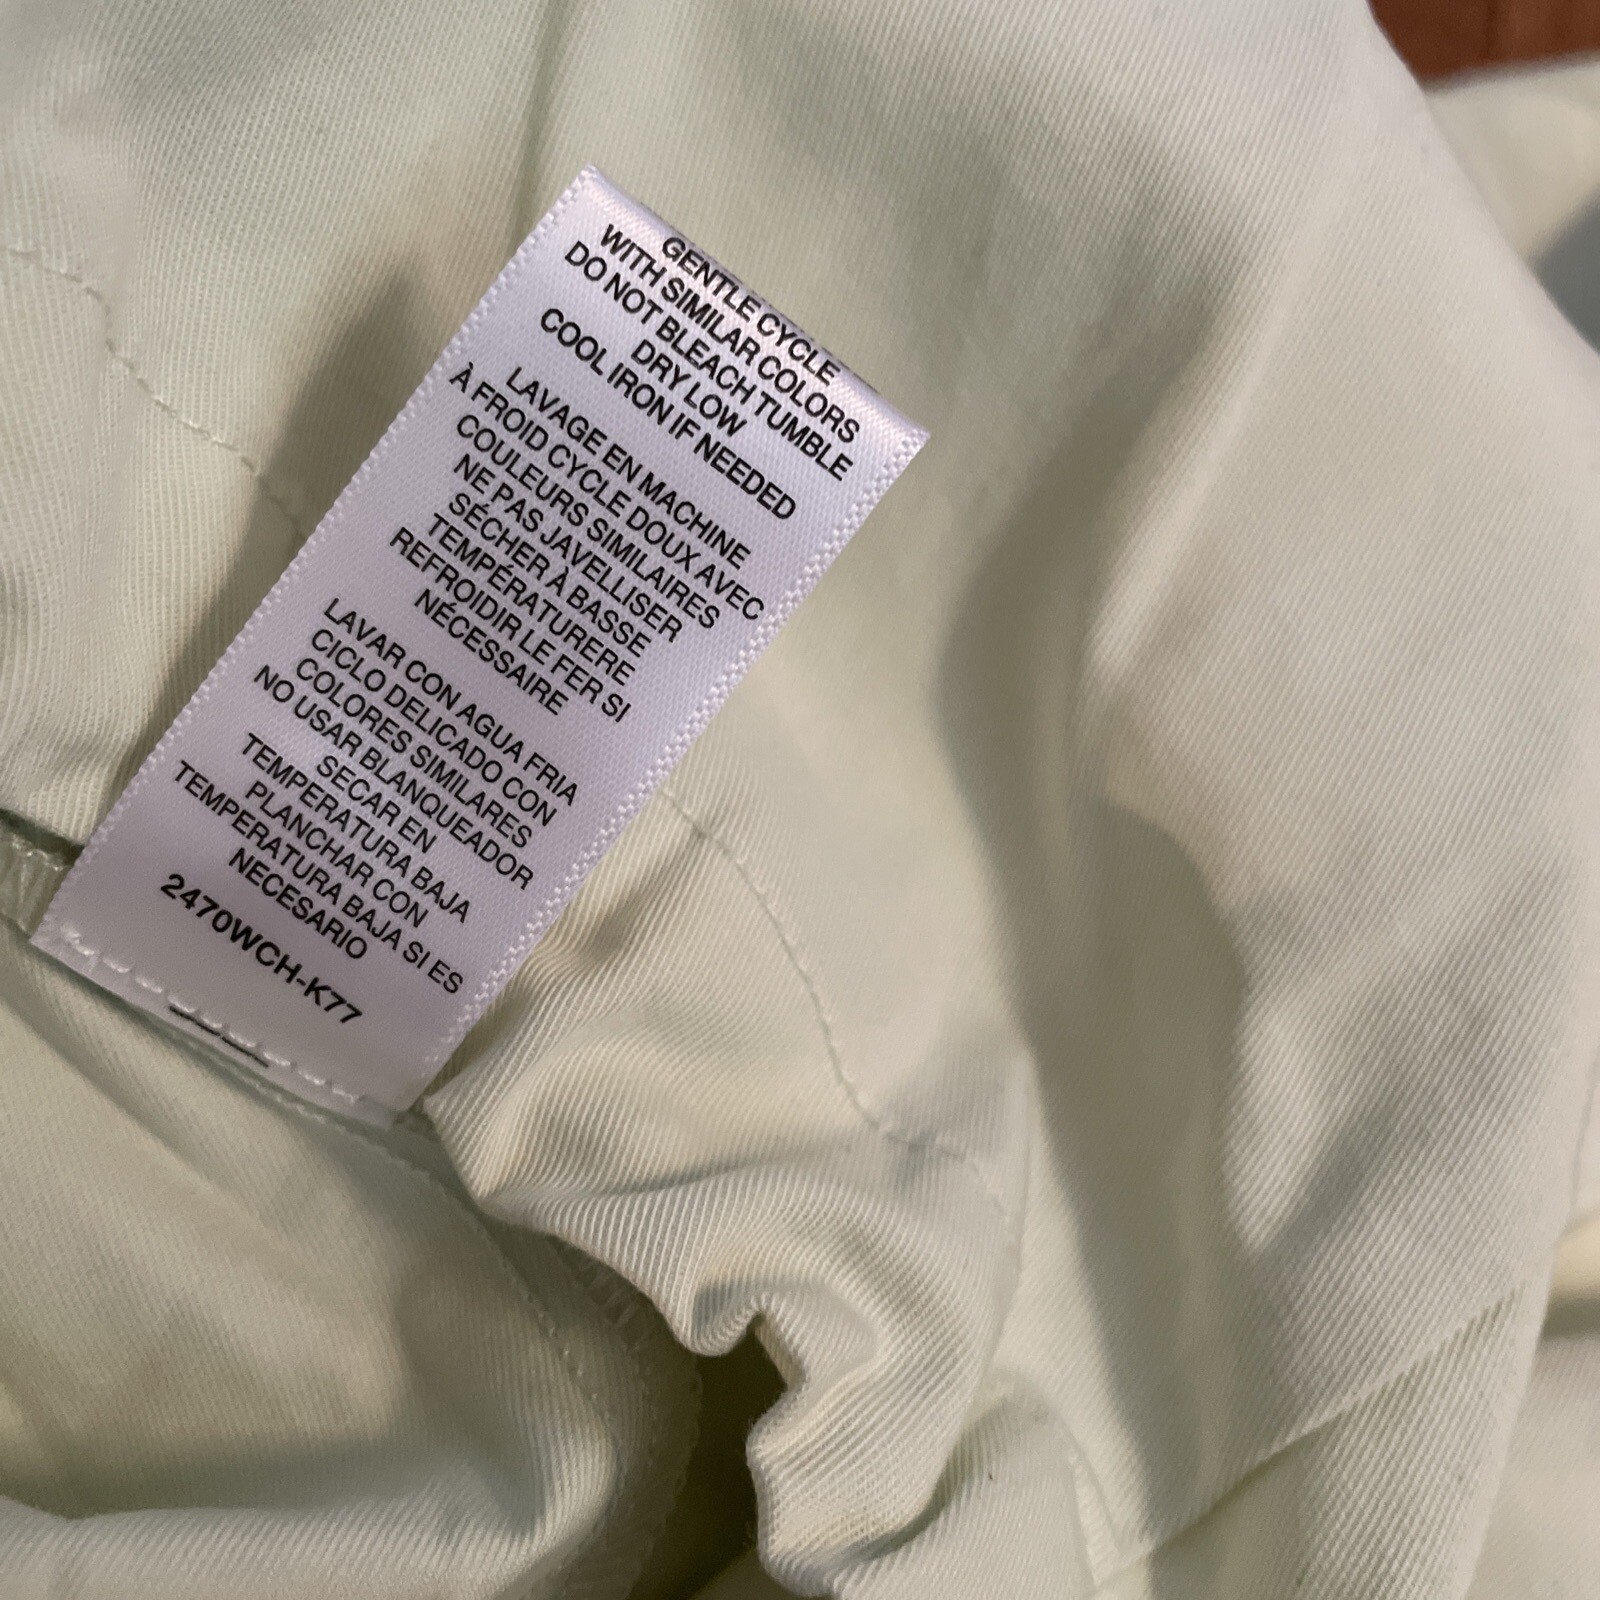 GENTLE CYCLE
WITH SIMILAR COLORS
DO NOT BLEACH TUMBLE
DRY LOW
COOL IRON IF NEEDED
LAVAGE EN MACHINE
À FROID CYCLE DOUX AVEC
COULEURS SIMILAIRES
NE PAS JAVELLISER
SÉCHER À BASSE
TEMPÉRATURERE
REFROIDIR LE FER SI
NÉCESSAIRE
LAVAR CON AGUA FRIA
CICLO DELICADO CON
COLORES SIMILARES
NO USAR BLANQUEADOR
SECAR EN
TEMPERATURA BAJA
PLANCHAR CON
TEMPERATURA BAJA SI ES
NECESARIO
2470WCH-K77